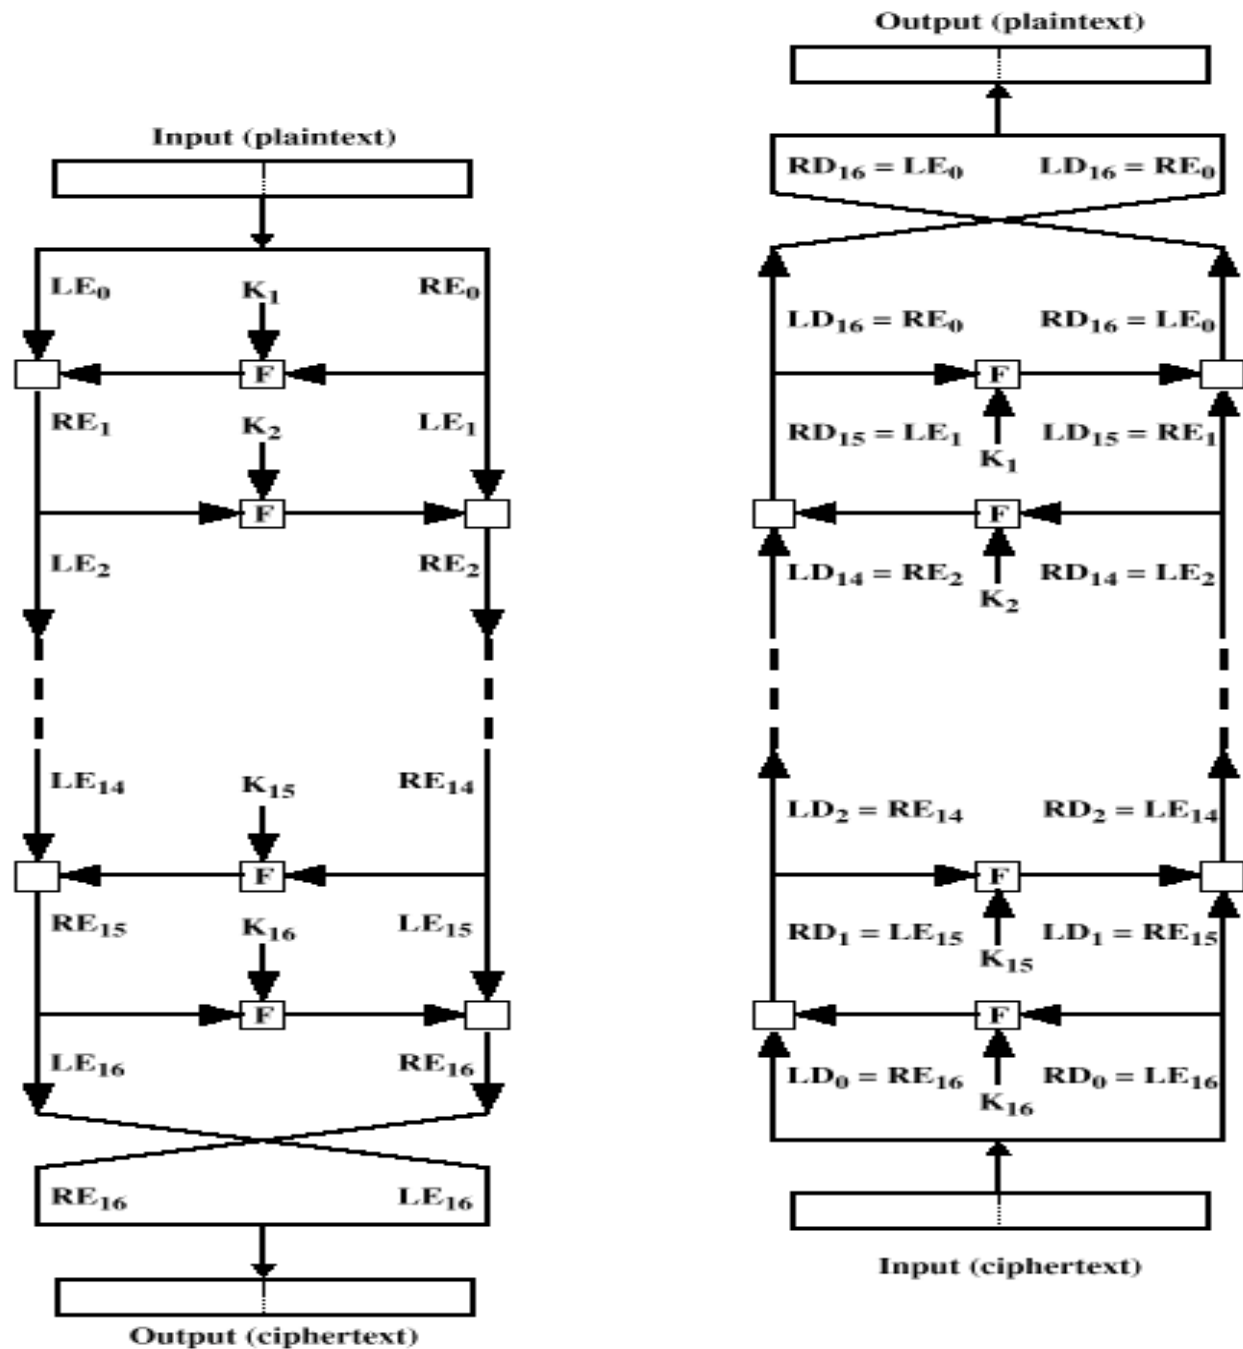 Input (plaintext)
LE₀ K₁ RE₀
F
RE₁ K₂ LE₁
F
LE₂ RE₂
LE₁₄ K₁₅ RE₁₄
F
RE₁₅ K₁₆ LE₁₅
F
LE₁₆ RE₁₆
RE₁₆ LE₁₆
Output (ciphertext)
Output (plaintext)
RD₁₆ = LE₀ LD₁₆ = RE₀
LD₁₆ = RE₀ RD₁₆ = LE₀
F
RD₁₅ = LE₁ LD₁₅ = RE₁
K₁
F
LD₁₄ = RE₂ RD₁₄ = LE₂
K₂
LD₂ = RE₁₄ RD₂ = LE₁₄
F
RD₁ = LE₁₅ LD₁ = RE₁₅
K₁₅
F
LD₀ = RE₁₆ RD₀ = LE₁₆
K₁₆
Input (ciphertext)